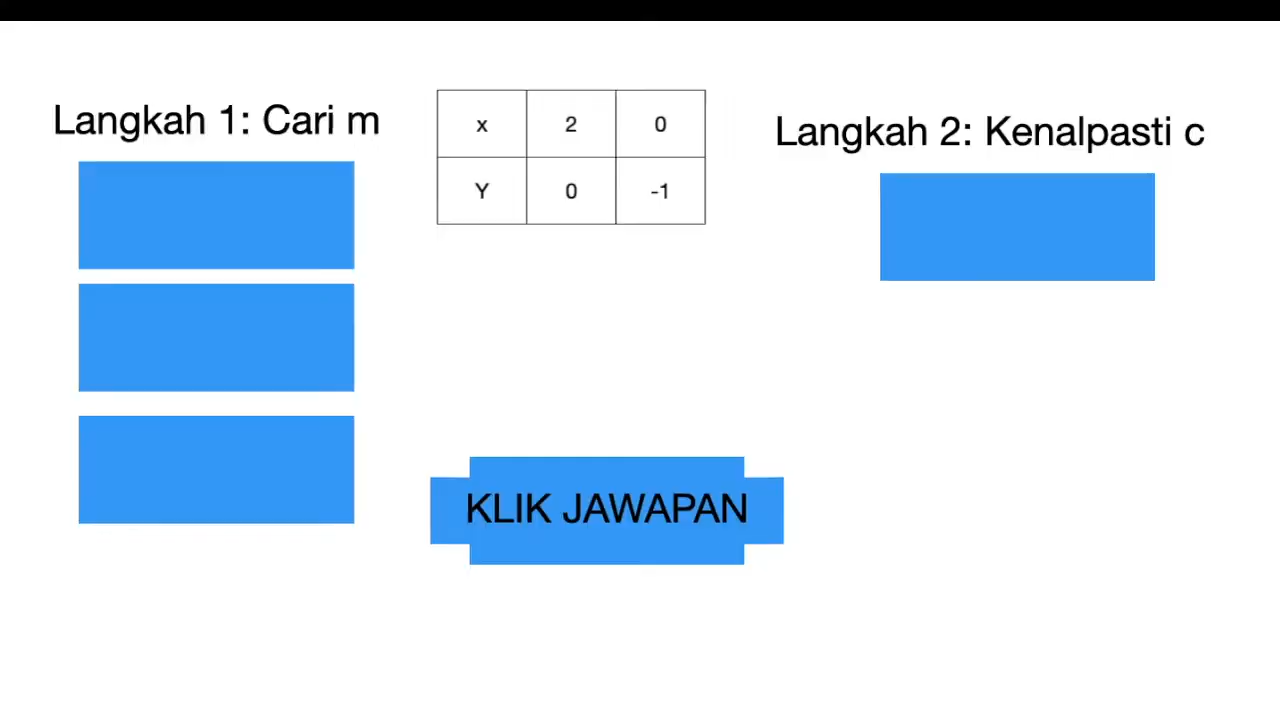 Langkah 1: Cari m
x 2 0
Y 0 -1
Langkah 2: Kenalpasti c
KLIK JAWAPAN